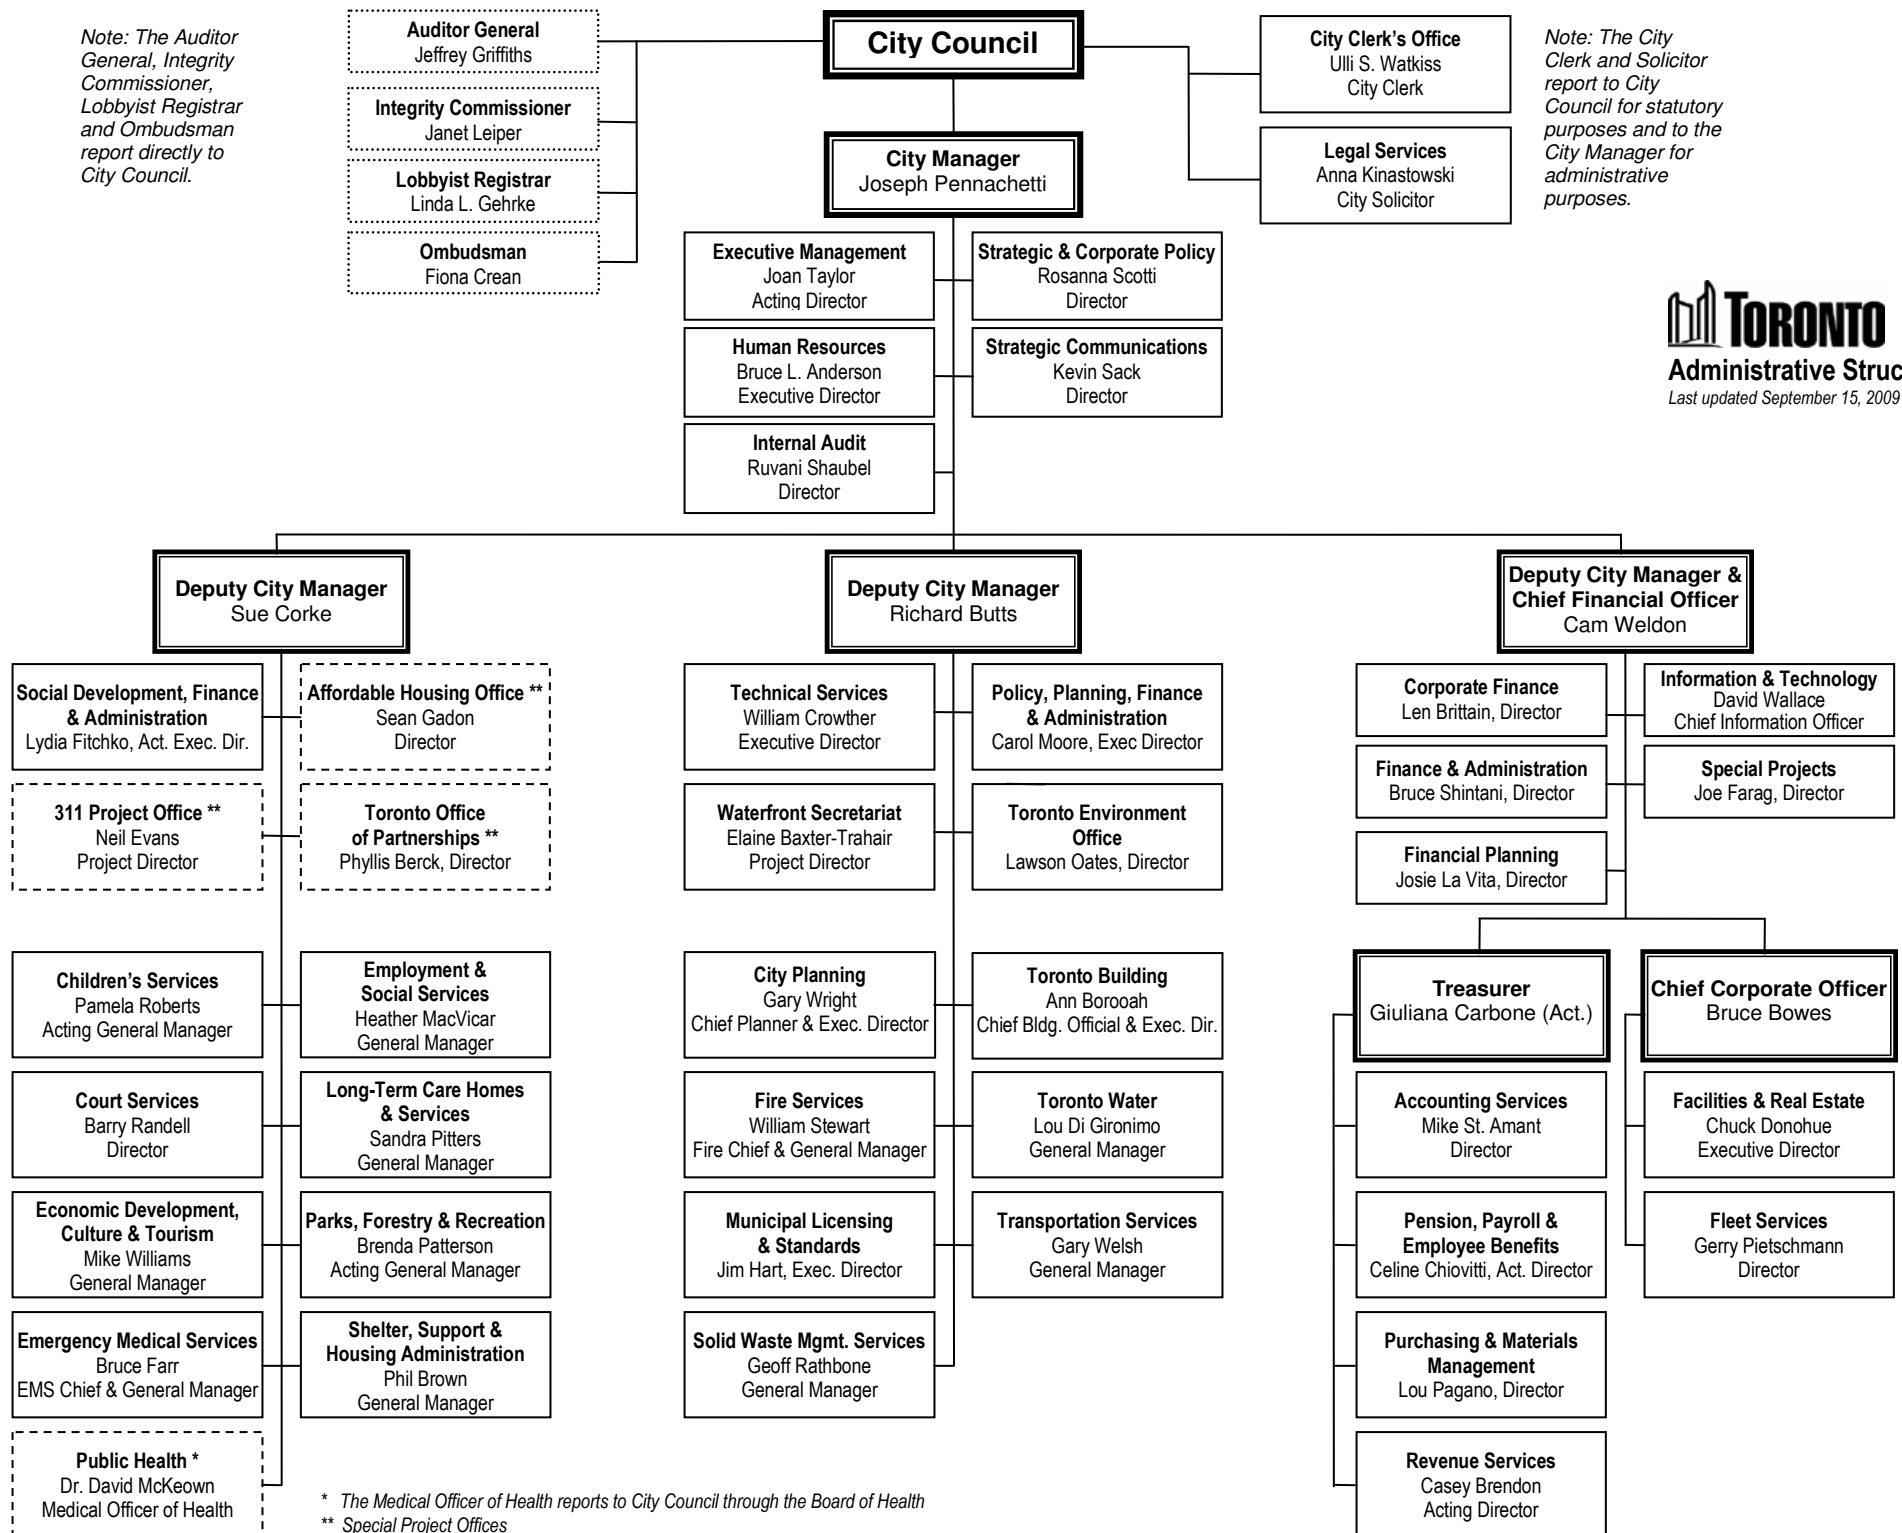 Note: The Auditor
General, Integrity
Commissioner,
Lobbyist Registrar
and Ombudsman
report directly to
City Council.
Auditor General
Jeffrey Griffiths
Integrity Commissioner
Janet Leiper
Lobbyist Registrar
Linda L. Gehrke
Ombudsman
Fiona Crean
City Council
City Manager
Joseph Pennachetti
City Clerk's Office
Ulli S. Watkiss
City Clerk
Legal Services
Anna Kinastowski
City Solicitor
Note: The City
Clerk and Solicitor
report to City
Council for statutory
purposes and to the
City Manager for
administrative
purposes.
Executive Management
Joan Taylor
Acting Director
Strategic & Corporate Policy
Rosanna Scotti
Director
Human Resources
Bruce L. Anderson
Executive Director
Strategic Communications
Kevin Sack
Director
Internal Audit
Ruvani Shaubel
Director
TORONTO
Administrative Struc
Last updated September 15, 2009
Deputy City Manager
Sue Corke
Social Development, Finance
& Administration
Lydia Fitchko, Act. Exec. Dir.
Affordable Housing Office **
Sean Gadon
Director
311 Project Office **
Neil Evans
Project Director
Toronto Office
of Partnerships **
Phyllis Berck, Director
Children's Services
Pamela Roberts
Acting General Manager
Employment &
Social Services
Heather MacVicar
General Manager
Court Services
Barry Randell
Director
Long-Term Care Homes
& Services
Sandra Pitters
General Manager
Economic Development,
Culture & Tourism
Mike Williams
General Manager
Parks, Forestry & Recreation
Brenda Patterson
Acting General Manager
Emergency Medical Services
Bruce Farr
EMS Chief & General Manager
Shelter, Support &
Housing Administration
Phil Brown
General Manager
Public Health *
Dr. David McKeown
Medical Officer of Health
Deputy City Manager
Richard Butts
Technical Services
William Crowther
Executive Director
Policy, Planning, Finance
& Administration
Carol Moore, Exec Director
Waterfront Secretariat
Elaine Baxter-Trahair
Project Director
Toronto Environment
Office
Lawson Oates, Director
City Planning
Gary Wright
Chief Planner & Exec. Director
Toronto Building
Ann Borooah
Chief Bldg. Official & Exec. Dir.
Fire Services
William Stewart
Fire Chief & General Manager
Toronto Water
Lou Di Gironimo
General Manager
Municipal Licensing
& Standards
Jim Hart, Exec. Director
Transportation Services
Gary Welsh
General Manager
Solid Waste Mgmt. Services
Geoff Rathbone
General Manager
Deputy City Manager &
Chief Financial Officer
Cam Weldon
Corporate Finance
Len Brittain, Director
Information & Technology
David Wallace
Chief Information Officer
Finance & Administration
Bruce Shintani, Director
Special Projects
Joe Farag, Director
Financial Planning
Josie La Vita, Director
Treasurer
Giuliana Carbone (Act.)
Chief Corporate Officer
Bruce Bowes
Accounting Services
Mike St. Amant
Director
Facilities & Real Estate
Chuck Donohue
Executive Director
Pension, Payroll &
Employee Benefits
Celine Chiovitti, Act. Director
Fleet Services
Gerry Pietschmann
Director
Purchasing & Materials
Management
Lou Pagano, Director
Revenue Services
Casey Brendon
Acting Director
* The Medical Officer of Health reports to City Council through the Board of Health
** Special Project Offices